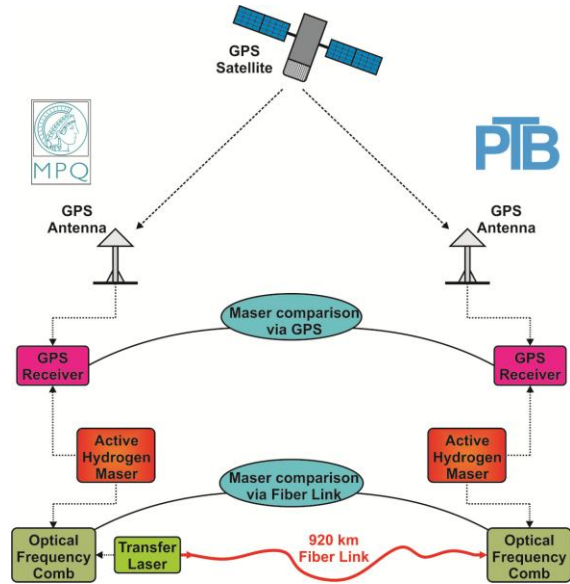 GPS
Satellite
MPQ
PTB
GPS
Antenna
GPS
Antenna
Maser comparison
via GPS
GPS
Receiver
GPS
Receiver
Active
Hydrogen
Maser
Active
Hydrogen
Maser
Maser comparison
via Fiber Link
Optical
Frequency
Comb
Transfer
Laser
920 km
Fiber Link
Optical
Frequency
Comb